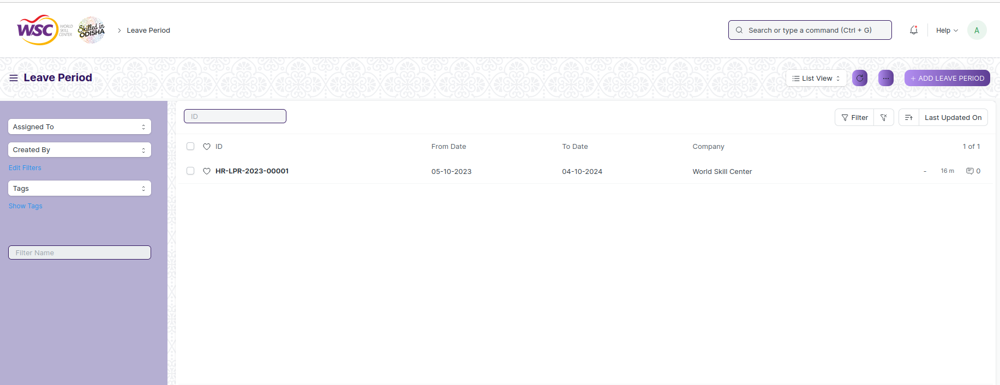 WSC WORLD SKILL CENTER Skilled in ODISHA > Leave Period Search or type a command (Ctrl + G) Help A
Leave Period List View + ADD LEAVE PERIOD
Assigned To
Created By
Edit Filters
Tags
Show Tags
Filter Name
ID Filter Last Updated On
ID From Date To Date Company 1 of 1
HR-LPR-2023-00001 05-10-2023 04-10-2024 World Skill Center - 16 m 0